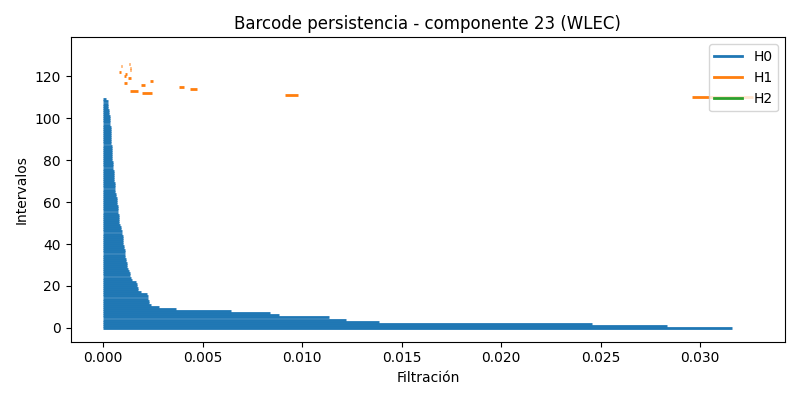 Barcode persistencia - componente 23 (WLEC)
H0
H1
H2
Intervalos
120
100
80
60
40
20
0
0.000 0.005 0.010 0.015 0.020 0.025 0.030
Filtración